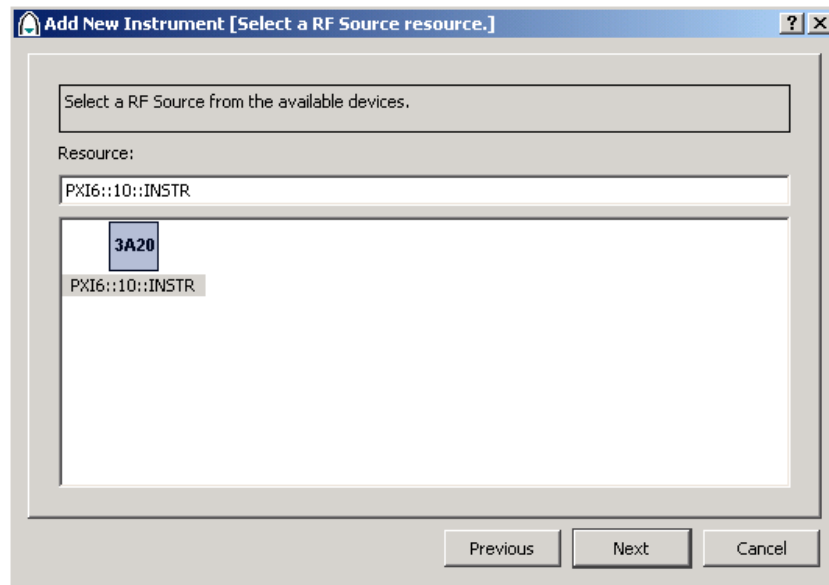 Add New Instrument [Select a RF Source resource.]
? X
Select a RF Source from the available devices.
Resource:
PXI6::10::INSTR
3A20
PXI6::10::INSTR
Previous Next Cancel